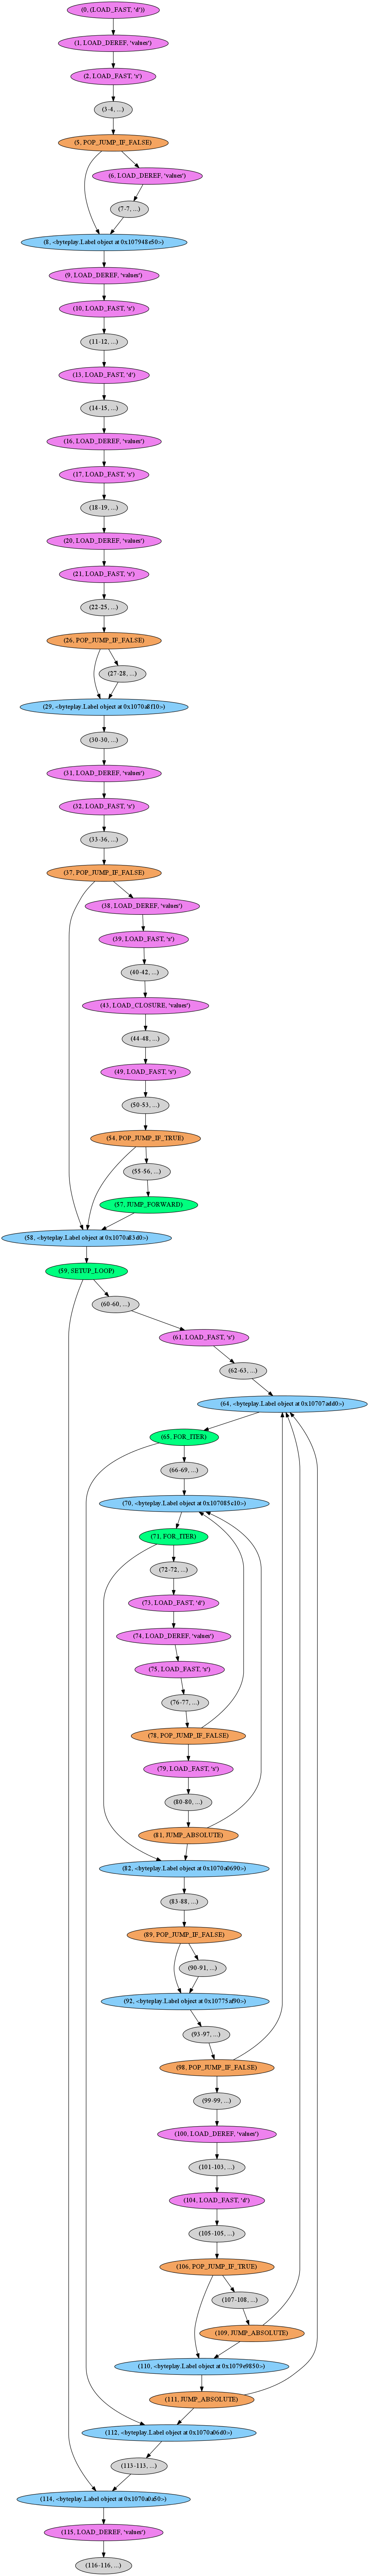 (0, (LOAD_FAST, 'd'))
(1, LOAD_DEREF, 'values')
(2, LOAD_FAST, 's')
(3-4, ...)
(5, POP_JUMP_IF_FALSE)
(6, LOAD_DEREF, 'values')
(7-7, ...)
(8, <byteplay.Label object at 0x107948e50>)
(9, LOAD_DEREF, 'values')
(10, LOAD_FAST, 's')
(11-12, ...)
(13, LOAD_FAST, 'd')
(14-15, ...)
(16, LOAD_DEREF, 'values')
(17, LOAD_FAST, 's')
(18-19, ...)
(20, LOAD_DEREF, 'values')
(21, LOAD_FAST, 's')
(22-25, ...)
(26, POP_JUMP_IF_FALSE)
(27-28, ...)
(29, <byteplay.Label object at 0x1070a8f10>)
(30-30, ...)
(31, LOAD_DEREF, 'values')
(32, LOAD_FAST, 's')
(33-36, ...)
(37, POP_JUMP_IF_FALSE)
(38, LOAD_DEREF, 'values')
(39, LOAD_FAST, 's')
(40-42, ...)
(43, LOAD_CLOSURE, 'values')
(44-48, ...)
(49, LOAD_FAST, 's')
(50-53, ...)
(54, POP_JUMP_IF_TRUE)
(55-56, ...)
(57, JUMP_FORWARD)
(58, <byteplay.Label object at 0x1070a83d0>)
(59, SETUP_LOOP)
(60-60, ...)
(61, LOAD_FAST, 's')
(62-63, ...)
(64, <byteplay.Label object at 0x10707add0>)
(65, FOR_ITER)
(66-69, ...)
(70, <byteplay.Label object at 0x107085c10>)
(71, FOR_ITER)
(72-72, ...)
(73, LOAD_FAST, 'd')
(74, LOAD_DEREF, 'values')
(75, LOAD_FAST, 's')
(76-77, ...)
(78, POP_JUMP_IF_FALSE)
(79, LOAD_FAST, 's')
(80-80, ...)
(81, JUMP_ABSOLUTE)
(82, <byteplay.Label object at 0x1070a0690>)
(83-88, ...)
(89, POP_JUMP_IF_FALSE)
(90-91, ...)
(92, <byteplay.Label object at 0x10775af90>)
(93-97, ...)
(98, POP_JUMP_IF_FALSE)
(99-99, ...)
(100, LOAD_DEREF, 'values')
(101-103, ...)
(104, LOAD_FAST, 'd')
(105-105, ...)
(106, POP_JUMP_IF_TRUE)
(107-108, ...)
(109, JUMP_ABSOLUTE)
(110, <byteplay.Label object at 0x1079e9850>)
(111, JUMP_ABSOLUTE)
(112, <byteplay.Label object at 0x1070a06d0>)
(113-113, ...)
(114, <byteplay.Label object at 0x1070a0a50>)
(115, LOAD_DEREF, 'values')
(116-116, ...)